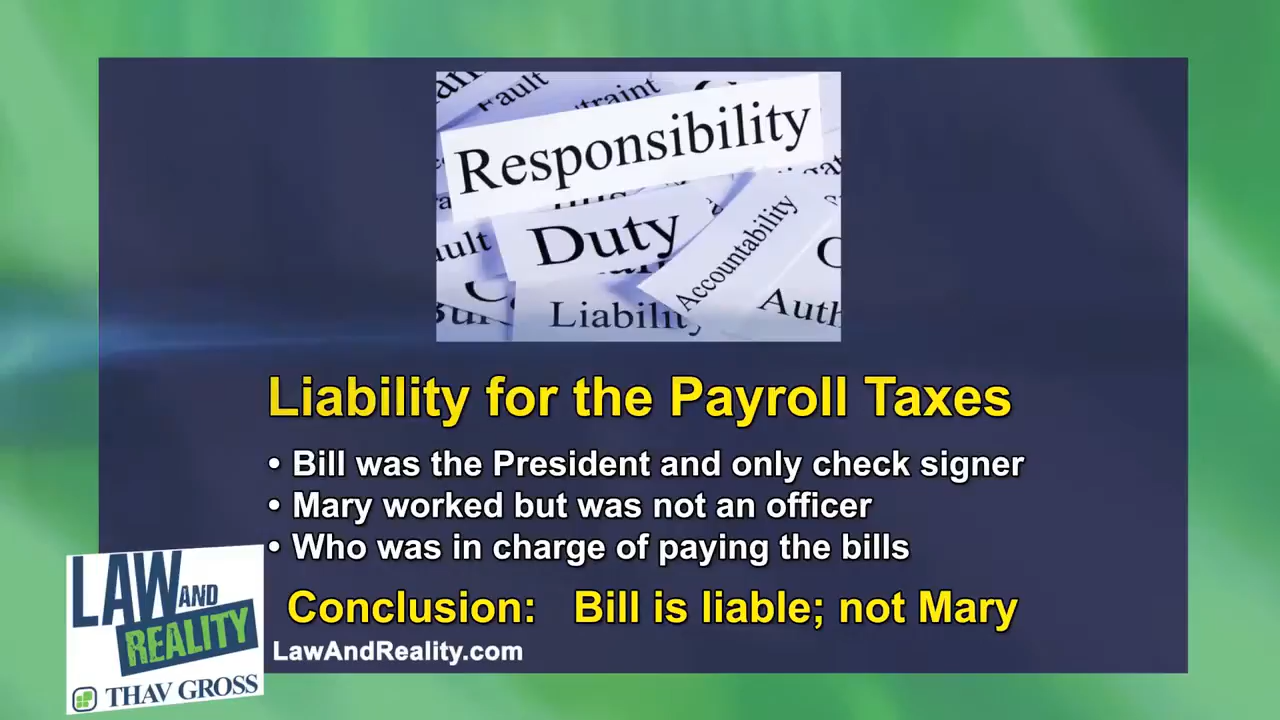 Fault
Responsibility
Duty
Accountability
Liability
Liability for the Payroll Taxes
• Bill was the President and only check signer
• Mary worked but was not an officer
• Who was in charge of paying the bills
Conclusion: Bill is liable; not Mary
LAW AND
REALITY
THAV GROSS
LawAndReality.com